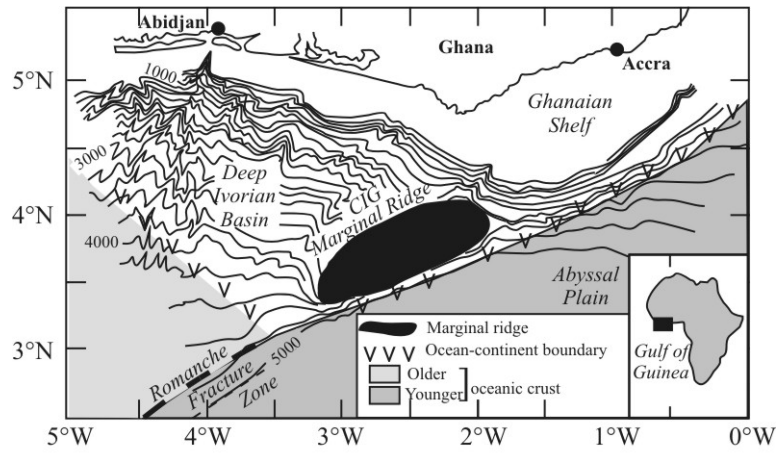 Abidjan
Ghana
Accra
5°N
1000
Ghanaian
Shelf
3000
Deep
Ivorian
Basin
CIG
Marginal Ridge
4°N
4000
Abyssal
Plain
Marginal ridge
Ocean-continent boundary
Older
Younger
oceanic crust
Gulf of
Guinea
3°N
Romanche
Fracture
Zone
5000
5°W
4°W
3°W
2°W
1°W
0°W